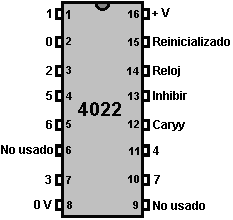 1 1 16 + V
0 2 15 Reinicializado
2 3 14 Reloj
5 4 13 Inhibir
4022
6 5 12 Caryy
No usado 6 11 4
3 7 10 7
0 V 8 9 No usado